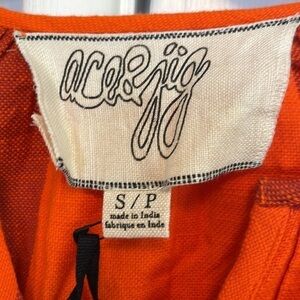 ace&jig
S/P
made in India
fabriqué en Inde